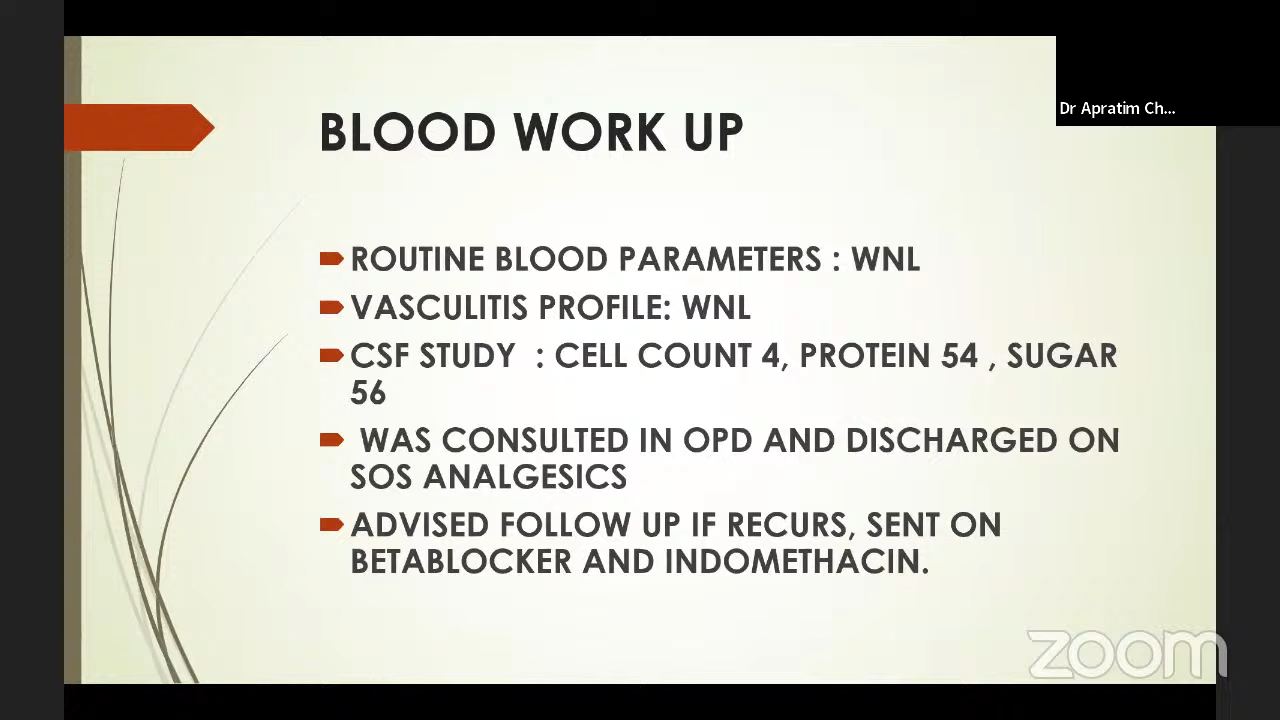 Dr Apratim Ch...
BLOOD WORK UP
ROUTINE BLOOD PARAMETERS : WNL
VASCULITIS PROFILE: WNL
CSF STUDY : CELL COUNT 4, PROTEIN 54 , SUGAR
56
WAS CONSULTED IN OPD AND DISCHARGED ON
SOS ANALGESICS
ADVISED FOLLOW UP IF RECURS, SENT ON
BETABLOCKER AND INDOMETHACIN.
zoom